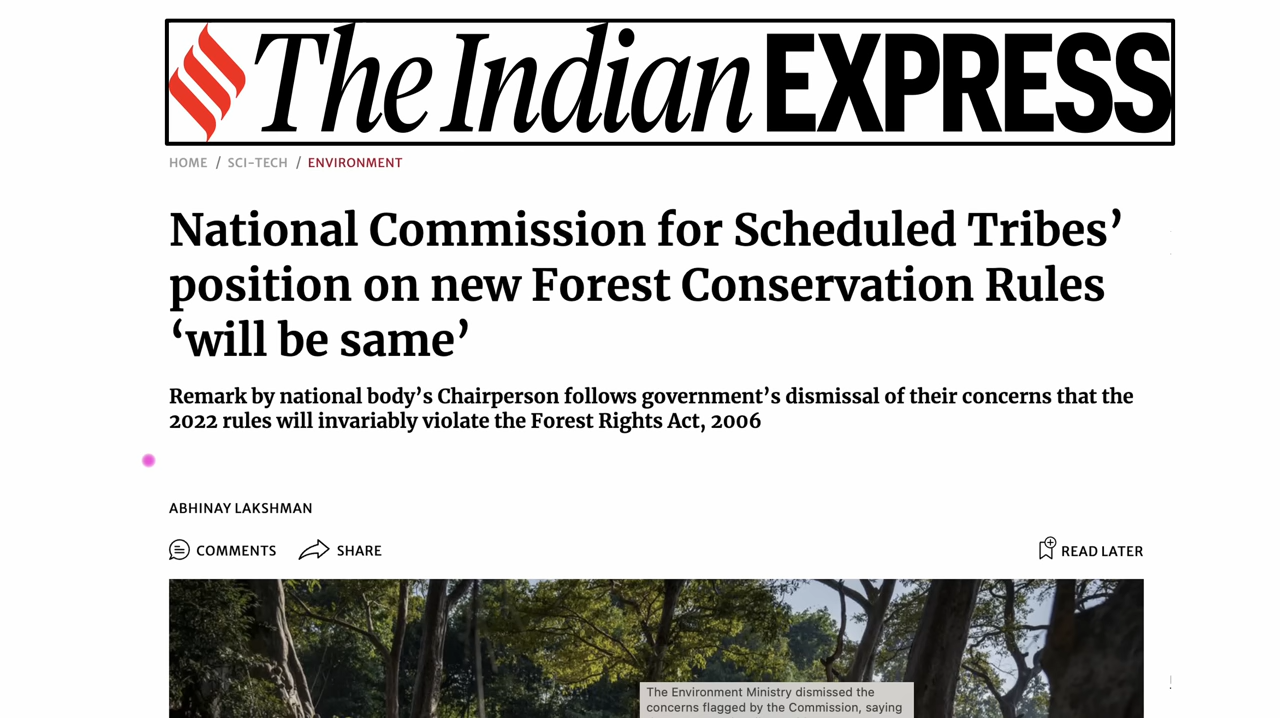 The Indian EXPRESS
HOME / SCI-TECH / ENVIRONMENT
National Commission for Scheduled Tribes’
position on new Forest Conservation Rules
‘will be same’
Remark by national body’s Chairperson follows government’s dismissal of their concerns that the
2022 rules will invariably violate the Forest Rights Act, 2006
ABHINAY LAKSHMAN
COMMENTS SHARE READ LATER
The Environment Ministry dismissed the
concerns flagged by the Commission, saying